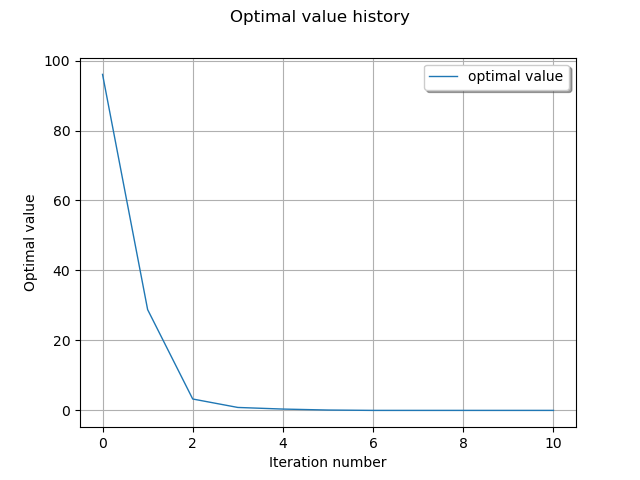 Optimal value history
optimal value
Optimal value
100
80
60
40
20
0
0 2 4 6 8 10
Iteration number